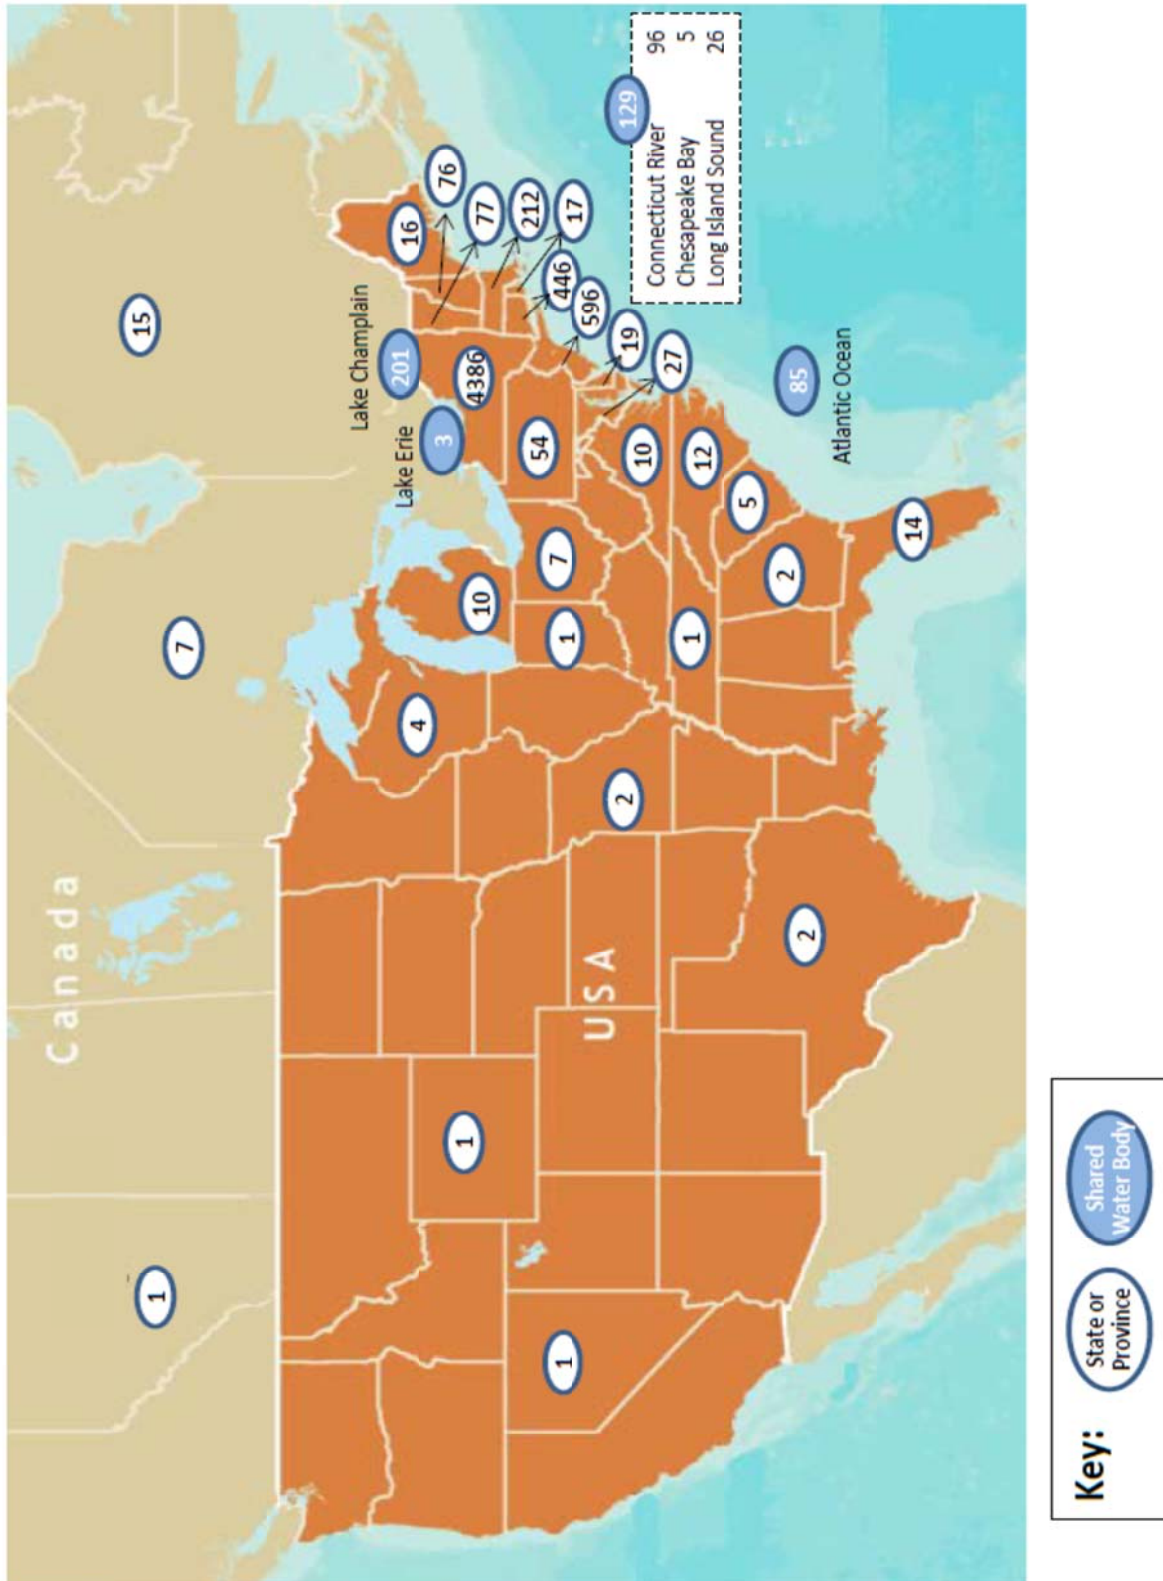 Canada
USA
15
7
1
Lake Champlain
201
Lake Erie
3
16
76
77
212
17
446
596
19
27
4386
54
10
12
5
2
14
7
1
1
10
4
2
2
1
1
129
Connecticut River 96
Chesapeake Bay 5
Long Island Sound 26
85
Atlantic Ocean
Key:
State or
Province
Shared
Water Body